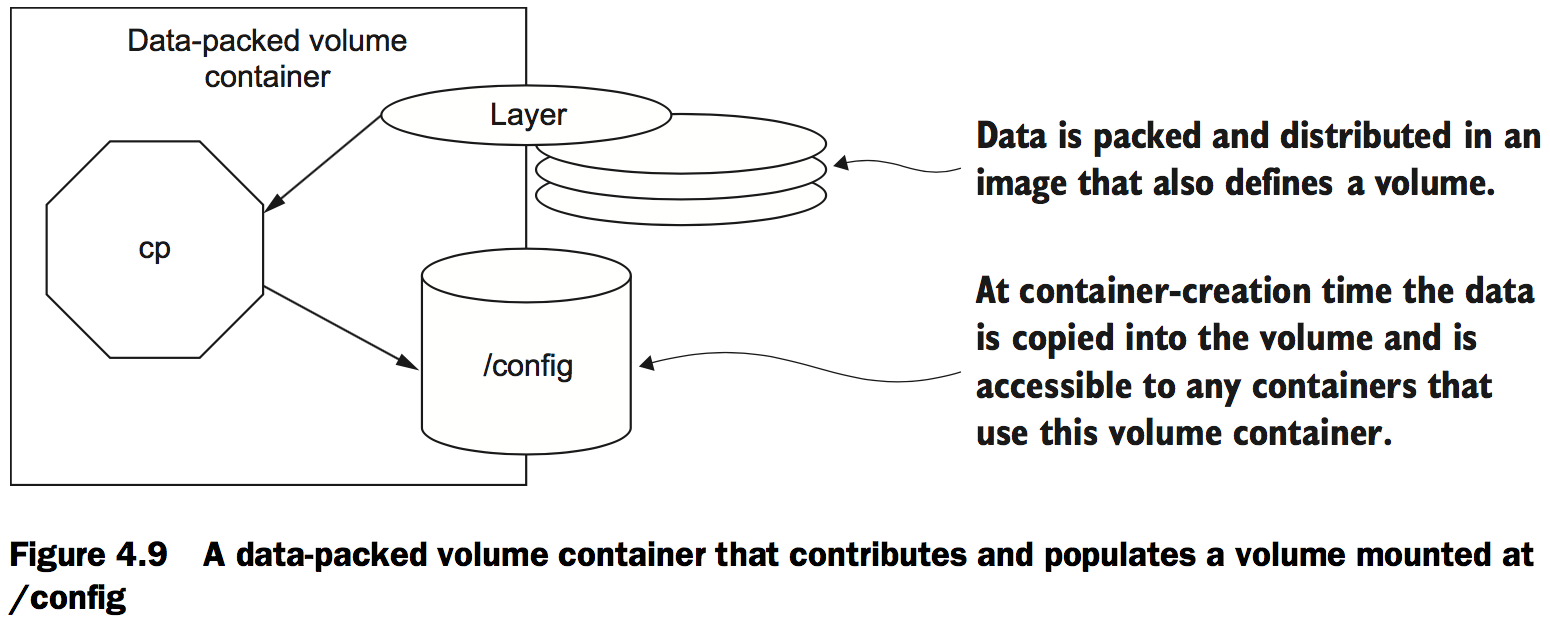 Data-packed volume
container
Layer
Data is packed and distributed in an
image that also defines a volume.
cp
At container-creation time the data
is copied into the volume and is
accessible to any containers that
use this volume container.
/config
Figure 4.9 A data-packed volume container that contributes and populates a volume mounted at
/config